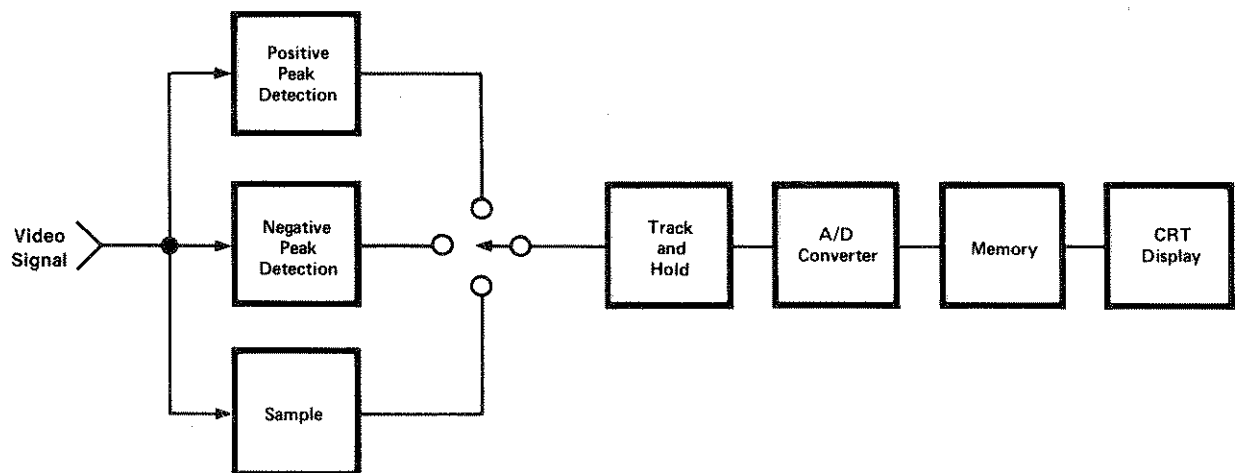 Positive
Peak
Detection
Video
Signal
Negative
Peak
Detection
Sample
Track
and
Hold
A/D
Converter
Memory
CRT
Display